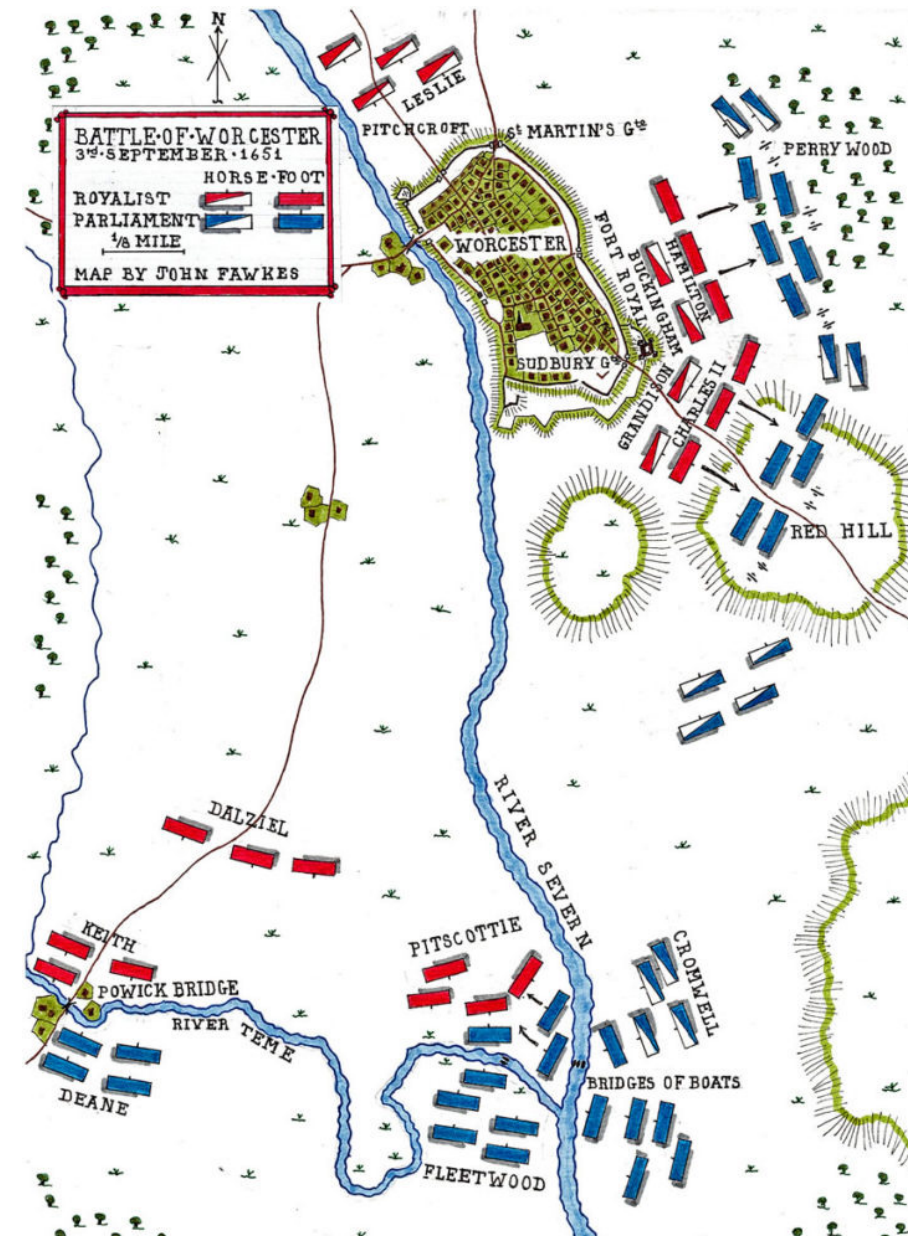 N
BATTLE·OF·WORCESTER
3rd·SEPTEMBER·1651
HORSE·FOOT
ROYALIST
PARLIAMENT
⅛ MILE
MAP BY JOHN FAWKES
LESLIE
PITCHCROFT
St MARTIN'S Gte
PERRY WOOD
WORCESTER
FORT ROYAL
BUCKINGHAM
HAMILTON
SUDBURY Gte
GRANDISON
CHARLES II
RED HILL
RIVER SEVERN
DALZIEL
KEITH
POWICK BRIDGE
RIVER TEME
PITSCOTTIE
CROMWELL
BRIDGES OF BOATS
DEANE
FLEETWOOD